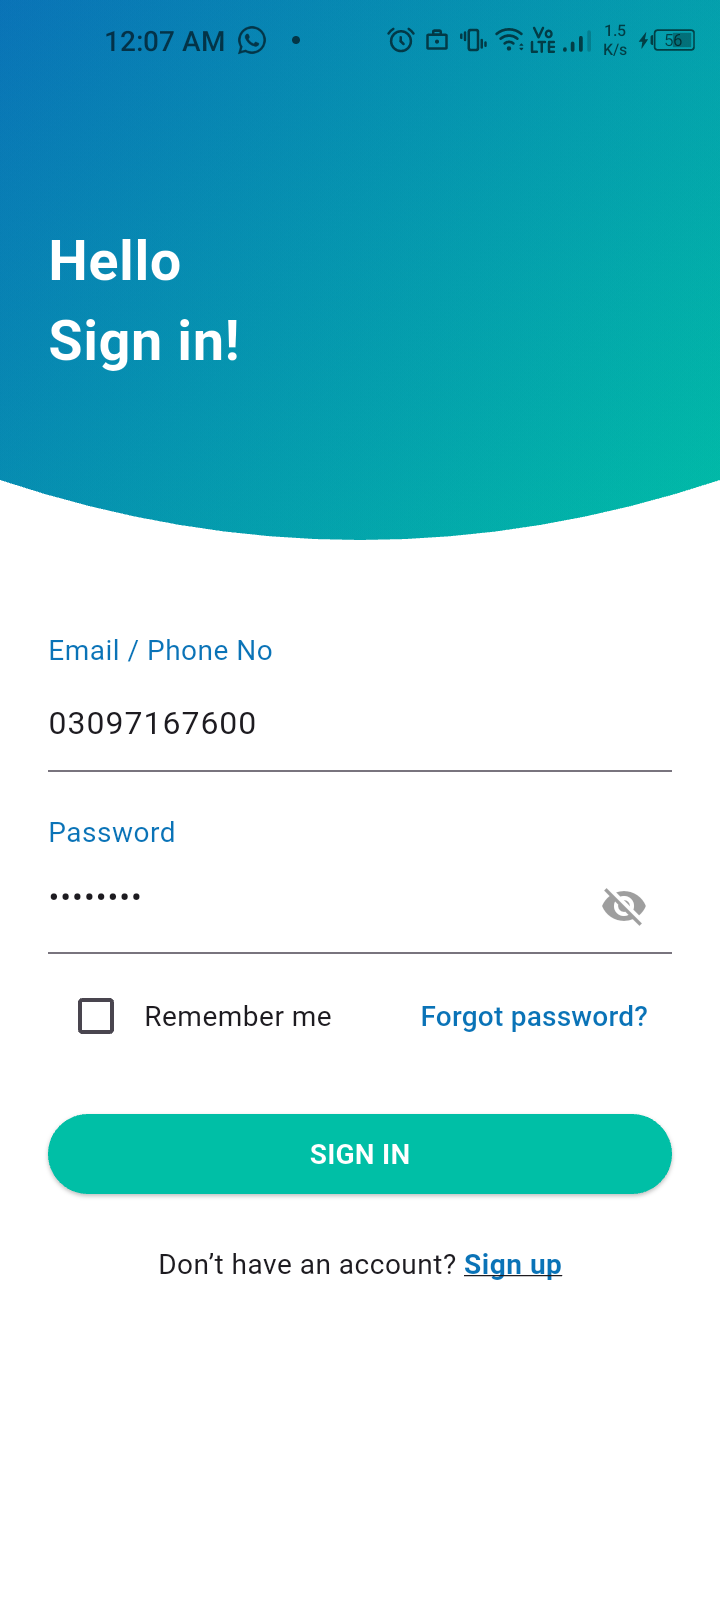 12:07 AM
Vo LTE
1.5 K/s
56
Hello
Sign in!
Email / Phone No
03097167600
Password
••••••••
Remember me
Forgot password?
SIGN IN
Don’t have an account? Sign up